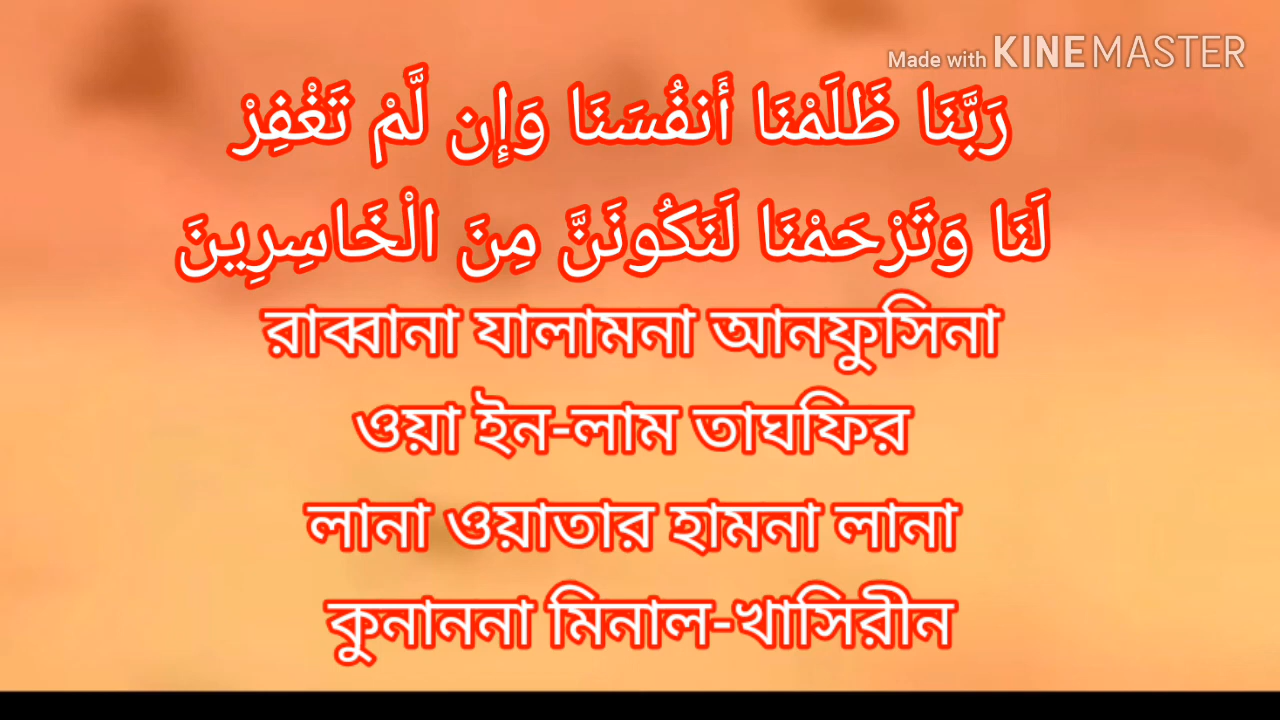 Made with KINEMASTER
رَبَّنَا ظَلَمْنَا أَنفُسَنَا وَإِن لَّمْ تَغْفِرْ
لَنَا وَتَرْحَمْنَا لَنَكُونَنَّ مِنَ الْخَاسِرِينَ
রাব্বানা যালামনা আনফুসিনা
ওয়া ইন-লাম তাঘফির
লানা ওয়াতার হামনা লানা
কুনাননা মিনাল-খাসিরীন